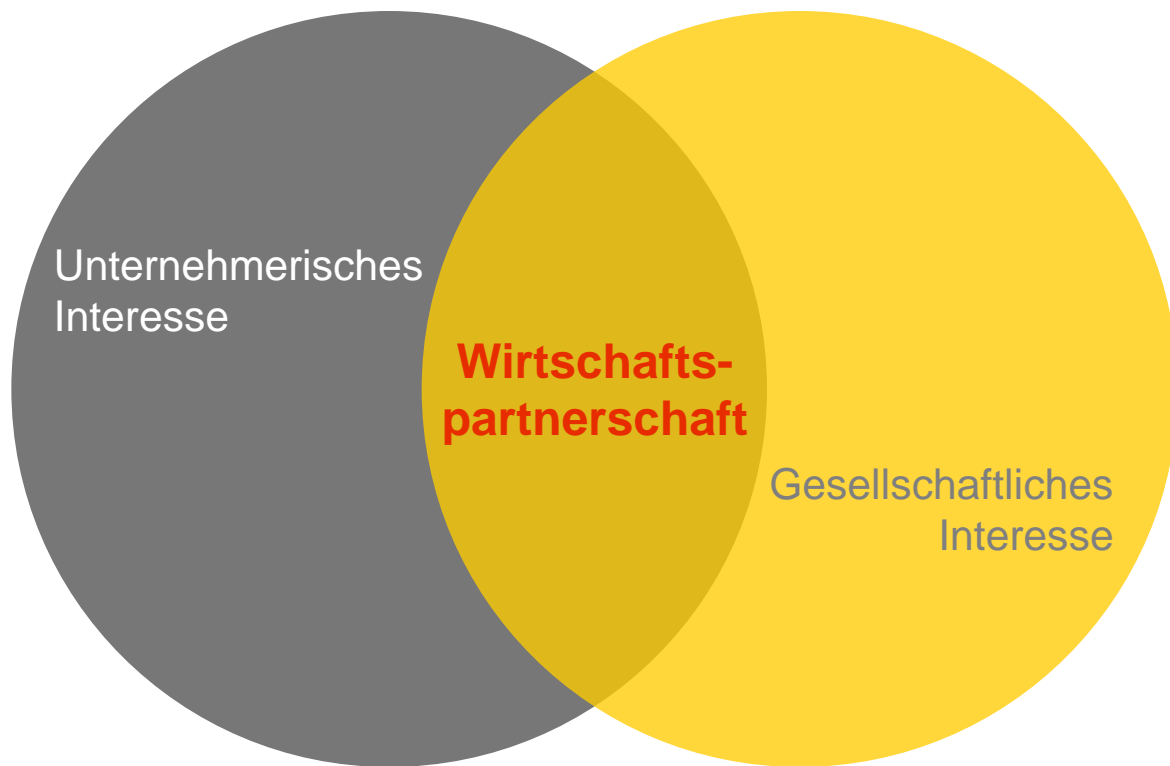 Unternehmerisches
Interesse
Wirtschafts-
partnerschaft
Gesellschaftliches
Interesse